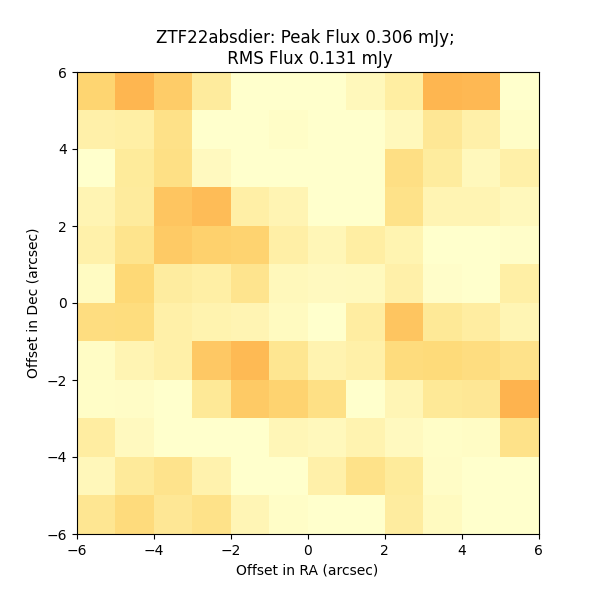 ZTF22absdier: Peak Flux 0.306 mJy;
RMS Flux 0.131 mJy
6
4
2
0
−2
−4
−6
Offset in Dec (arcsec)
−6 −4 −2 0 2 4 6
Offset in RA (arcsec)